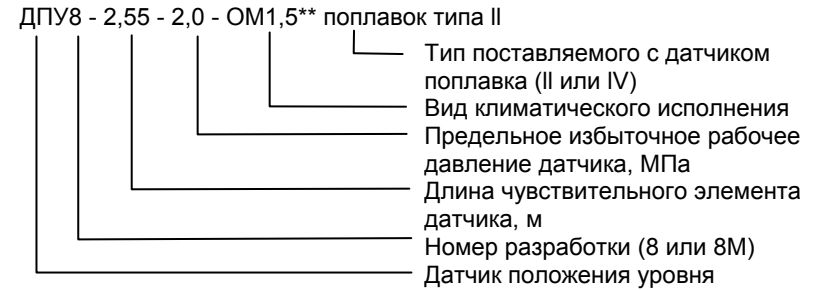 ДПУ8 - 2,55 - 2,0 - ОМ1,5** поплавок типа ll
Тип поставляемого с датчиком
поплавка (ll или lV)
Вид климатического исполнения
Предельное избыточное рабочее
давление датчика, МПа
Длина чувствительного элемента
датчика, м
Номер разработки (8 или 8М)
Датчик положения уровня